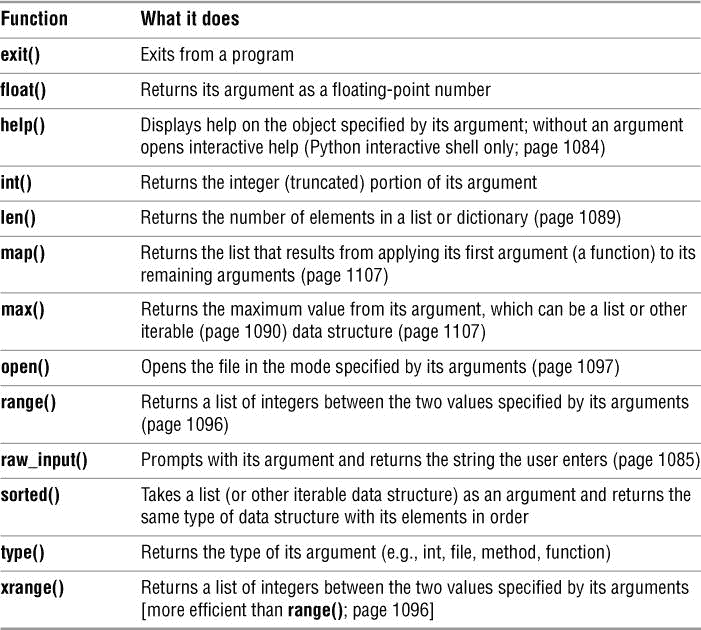 Function What it does
exit() Exits from a program
float() Returns its argument as a floating-point number
help() Displays help on the object specified by its argument; without an argument
opens interactive help (Python interactive shell only; page 1084)
int() Returns the integer (truncated) portion of its argument
len() Returns the number of elements in a list or dictionary (page 1089)
map() Returns the list that results from applying its first argument (a function) to its
remaining arguments (page 1107)
max() Returns the maximum value from its argument, which can be a list or other
iterable (page 1090) data structure (page 1107)
open() Opens the file in the mode specified by its arguments (page 1097)
range() Returns a list of integers between the two values specified by its arguments
(page 1096)
raw_input() Prompts with its argument and returns the string the user enters (page 1085)
sorted() Takes a list (or other iterable data structure) as an argument and returns the
same type of data structure with its elements in order
type() Returns the type of its argument (e.g., int, file, method, function)
xrange() Returns a list of integers between the two values specified by its arguments
[more efficient than range(); page 1096]